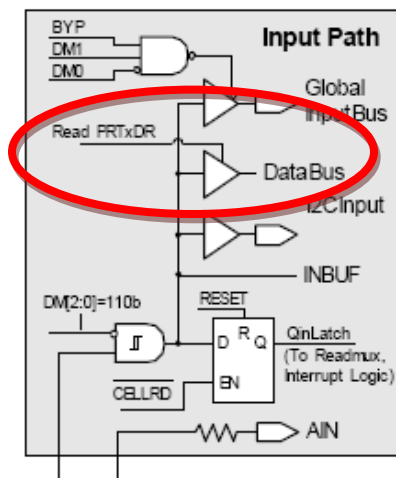 BYP
Input Path
DM1
DM0
Global
InputBus
Read PRTxDR
DataBus
I2CInput
INBUF
RESET
DM[2:0]=110b
R
D
Q
QinLatch
(To Readmux,
Interrupt Logic)
CELLRD
EN
AIN